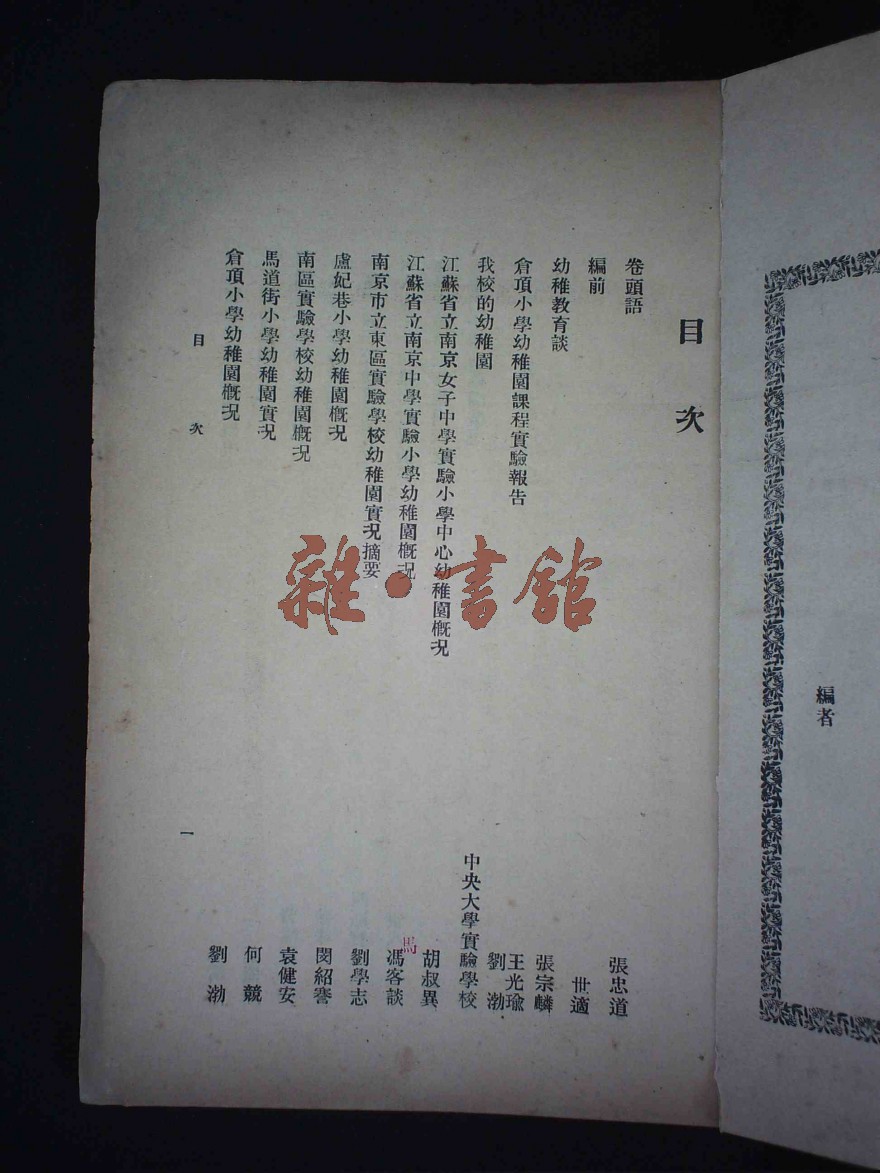 編者
目次
卷頭語 張忠道
編前 世適
幼稚教育談 張宗麟
倉頂小學幼稚園課程實驗報告 王光瑜 劉渤
我校的幼稚園 中央大學實驗學校
江蘇省立南京女子中學實驗小學中心幼稚園概況 胡叔異
江蘇省立南京中學實驗小學幼稚園概況 馮客談
馬
南京市立東區實驗學校幼稚園實況摘要 劉學志
盧妃巷小學幼稚園概況 閔紹騫
南區實驗學校幼稚園概況 袁健安
馬道街小學幼稚園實況 何競
倉頂小學幼稚園概況 劉渤
目次
一
雜·書館